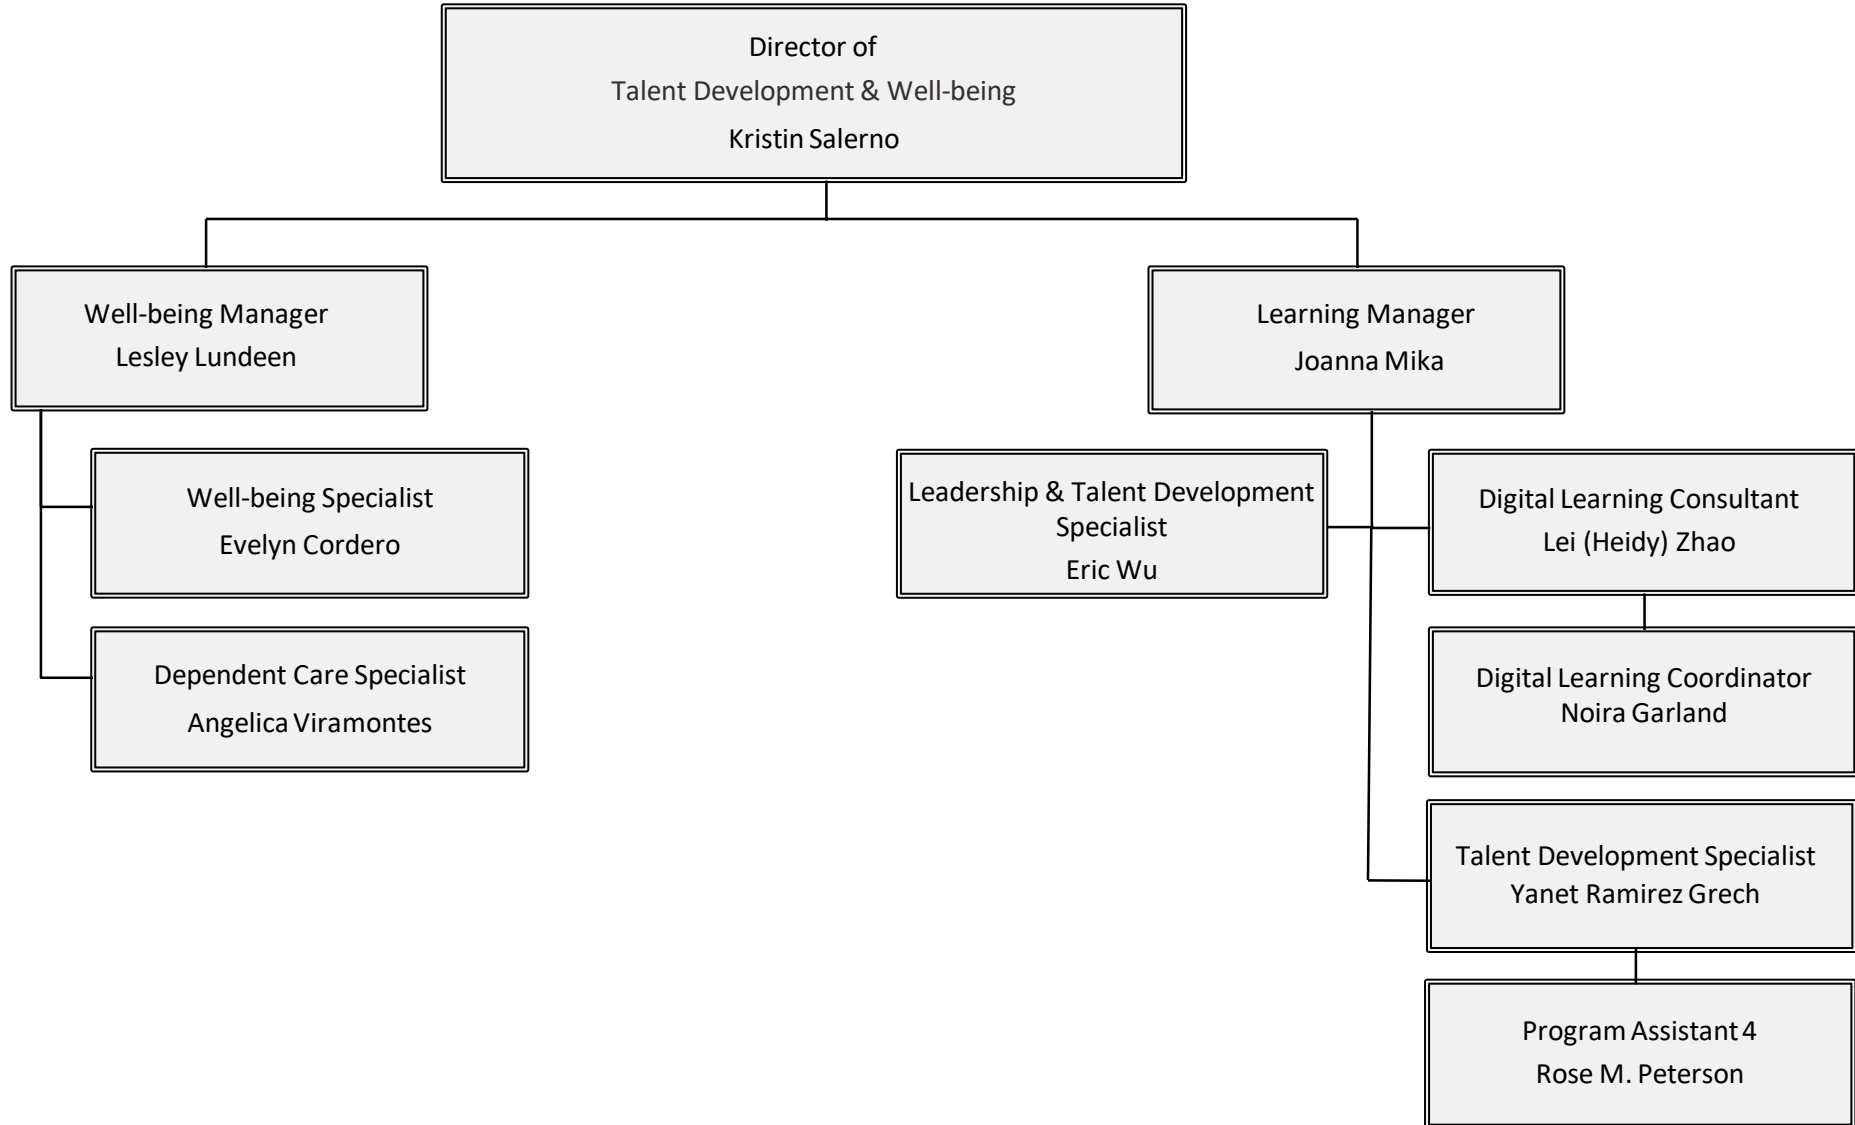 Director of
Talent Development & Well-being
Kristin Salerno
Well-being Manager
Lesley Lundeen
Learning Manager
Joanna Mika
Well-being Specialist
Evelyn Cordero
Leadership & Talent Development
Specialist
Eric Wu
Digital Learning Consultant
Lei (Heidy) Zhao
Dependent Care Specialist
Angelica Viramontes
Digital Learning Coordinator
Noira Garland
Talent Development Specialist
Yanet Ramirez Grech
Program Assistant 4
Rose M. Peterson